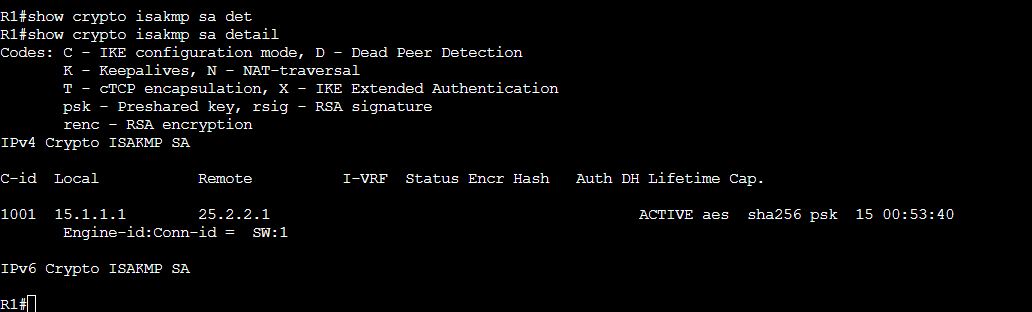 R1#show crypto isakmp sa det
R1#show crypto isakmp sa detail
Codes: C - IKE configuration mode, D - Dead Peer Detection
       K - Keepalives, N - NAT-traversal
       T - cTCP encapsulation, X - IKE Extended Authentication
       psk - Preshared key, rsig - RSA signature
       renc - RSA encryption
IPv4 Crypto ISAKMP SA
C-id  Local           Remote          I-VRF  Status Encr Hash   Auth DH Lifetime Cap.
1001  15.1.1.1        25.2.2.1                                         ACTIVE aes  sha256 psk  15 00:53:40
       Engine-id:Conn-id =  SW:1
IPv6 Crypto ISAKMP SA
R1#